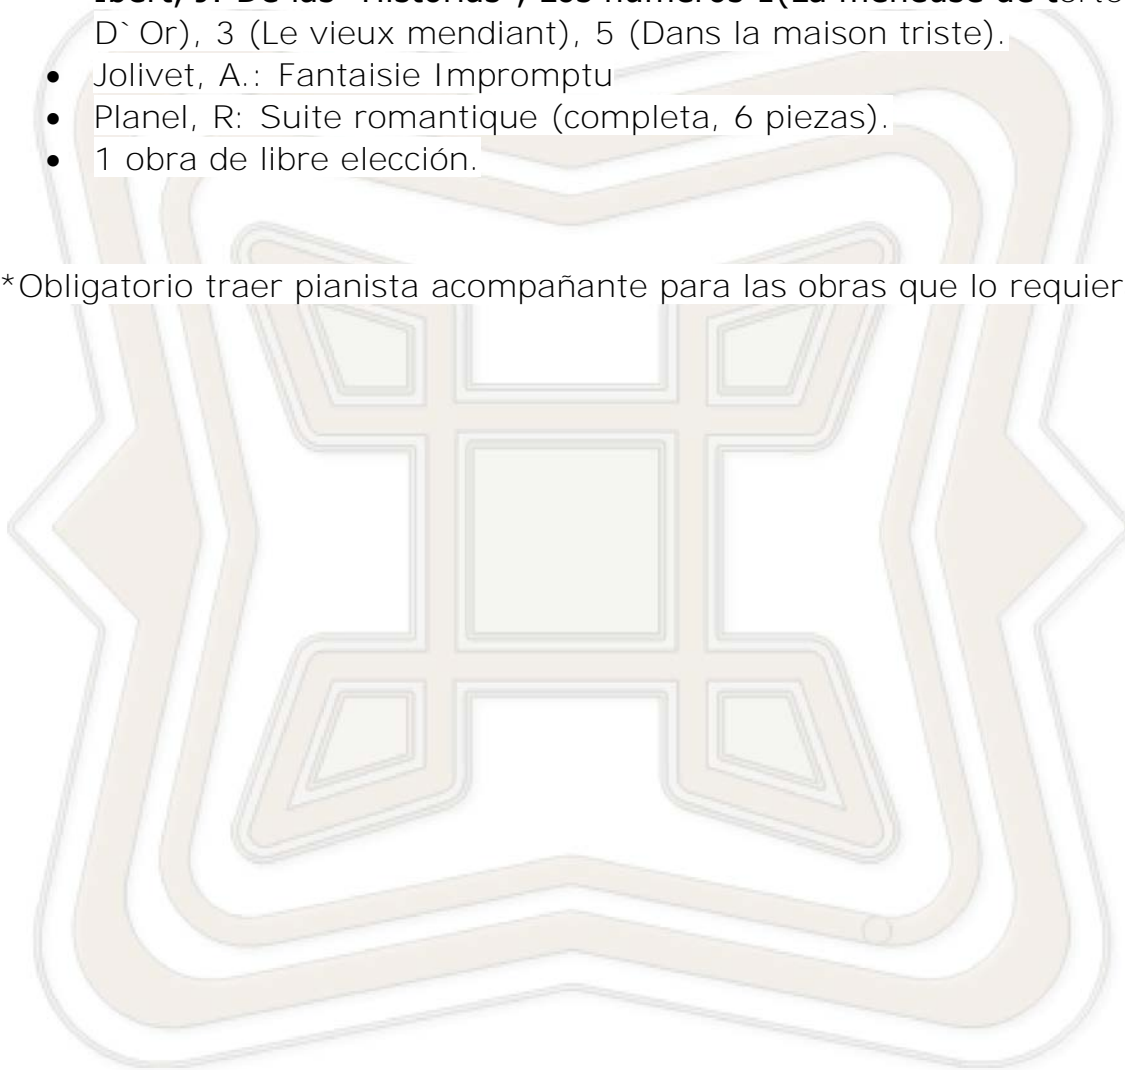 D`Or), 3 (Le vieux mendiant), 5 (Dans la maison triste).
• Jolivet, A.: Fantaisie Impromptu
• Planel, R: Suite romantique (completa, 6 piezas).
• 1 obra de libre elección.
*Obligatorio traer pianista acompañante para las obras que lo requier